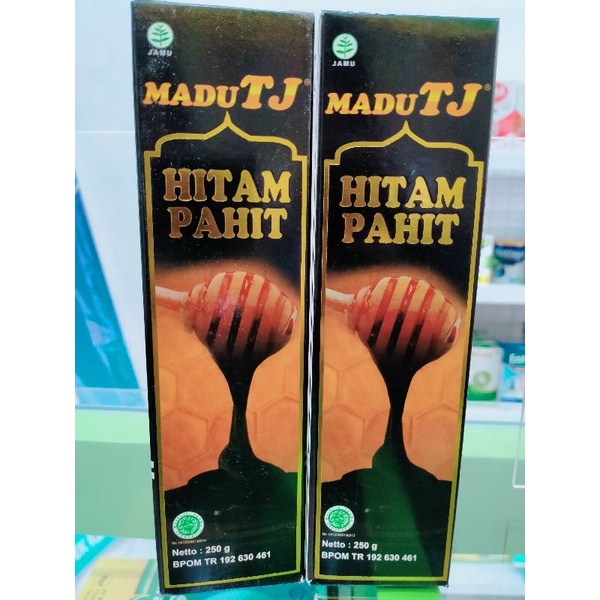 JAMU
MADU TJ®
HITAM
PAHIT
Netto : 250 g
BPOM TR 192 630 461
JAMU
MADU TJ®
HITAM
PAHIT
Netto : 250 g
BPOM TR 192 630 461